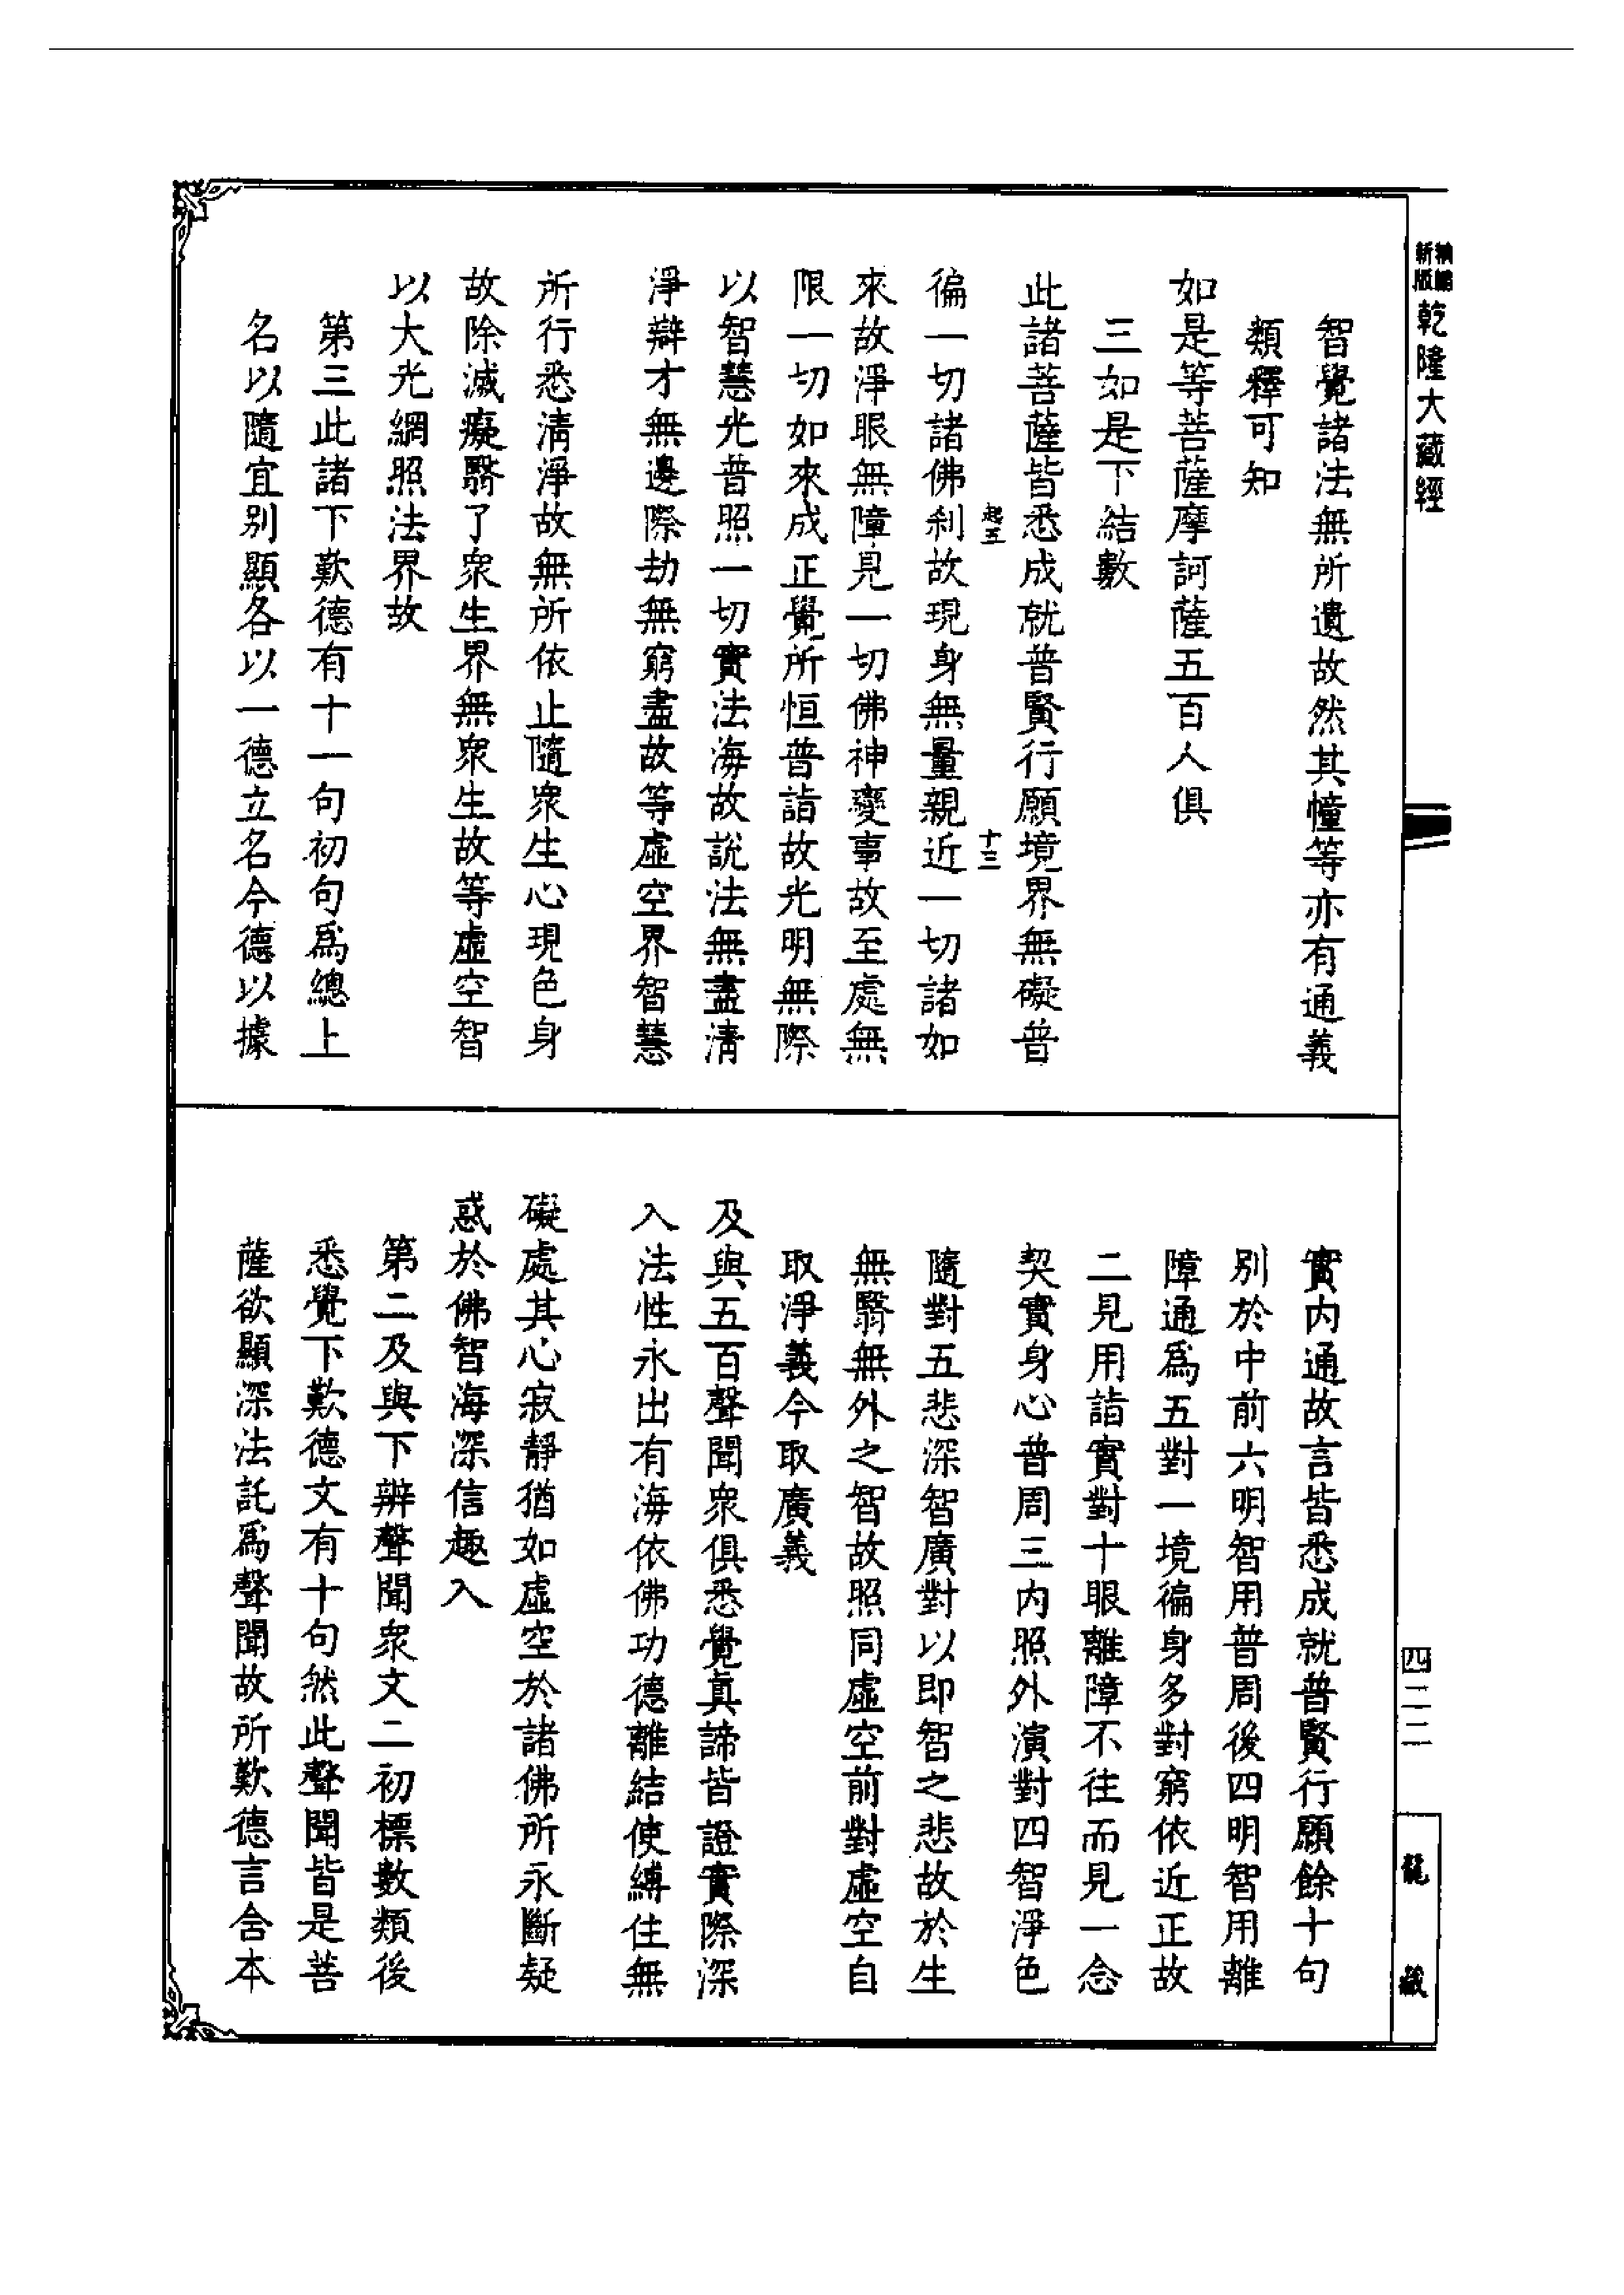 新版
乾隆大藏經
智覺諸法無所遺故然其幢等亦有通義
類釋可知
如是等菩薩摩訶薩五百人俱
三如是下結數
此諸菩薩皆悉成就普賢行願境界無礙普
起五
十三
徧一切諸佛剎故現身無量親近一切諸如
來故淨眼無障見一切佛神變事故至處無
限一切如來成正覺所恒普詣故光明無際
以智慧光普照一切實法海故說法無盡清
淨辯才無邊際劫無窮盡故等虛空界智慧
所行悉清淨故無所依止隨眾生心現色身
故除滅癡翳了眾生界無眾生故等虛空智
以大光網照法界故
第三此諸下歎德有十一句初句為總上
名以隨宜別顯各以一德立名今德以據
實內通故言皆悉成就普賢行願餘十句
別於中前六明智用普周後四明智用離
障通為五對一境徧身多對窮依近正故
二見用詣實對十眼離障不往而見一念
契實身心普周三內照外演對四智淨色
隨對五悲深智廣對以即智之悲故於生
無翳無外之智故照同虛空前對虛空自
取淨義今取廣義
及與五百聲聞眾俱悉覺真諦皆證實際深
入法性永出有海依佛功德離結使縛住無
礙處其心寂靜猶如虛空於諸佛所永斷疑
惑於佛智海深信趣入
第二及與下辨聲聞眾文二初標數類後
悉覺下歎德文有十句然此聲聞皆是菩
薩欲顯深法託為聲聞故所歎德言含本
四二二
龍藏